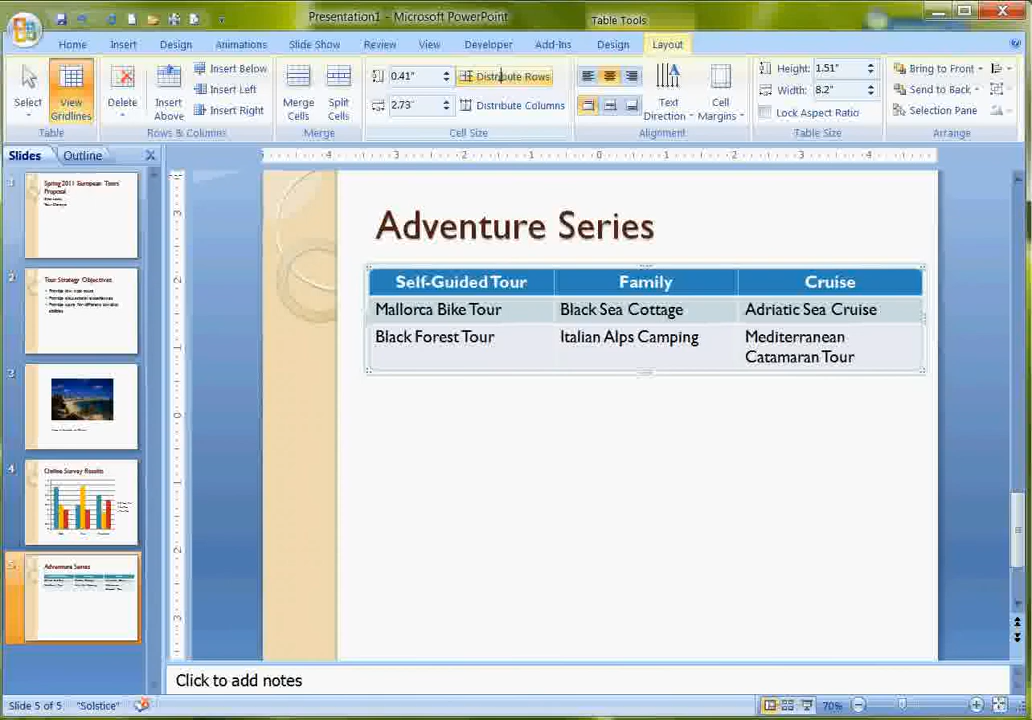 Presentation1 - Microsoft PowerPoint
Table Tools
Home Insert Design Animations Slide Show Review View Developer Add-Ins Design Layout
Select
View Gridlines
Table
Delete
Insert Above
Insert Below
Insert Left
Insert Right
Rows & Columns
Merge Cells
Split Cells
Merge
0.41"
2.73"
Distribute Rows
Distribute Columns
Cell Size
Text Direction
Cell Margins
Alignment
Height: 1.51"
Width: 8.2"
Lock Aspect Ratio
Table Size
Bring to Front
Send to Back
Selection Pane
Arrange
Slides Outline
1
Spring 2011 European Tours
Proposal
2
Tour Strategy Objectives
3
4
Online Survey Results
5
Adventure Series
Adventure Series
Self-Guided Tour Family Cruise
Mallorca Bike Tour Black Sea Cottage Adriatic Sea Cruise
Black Forest Tour Italian Alps Camping Mediterranean
Catamaran Tour
Click to add notes
Slide 5 of 5 "Solstice" 70%